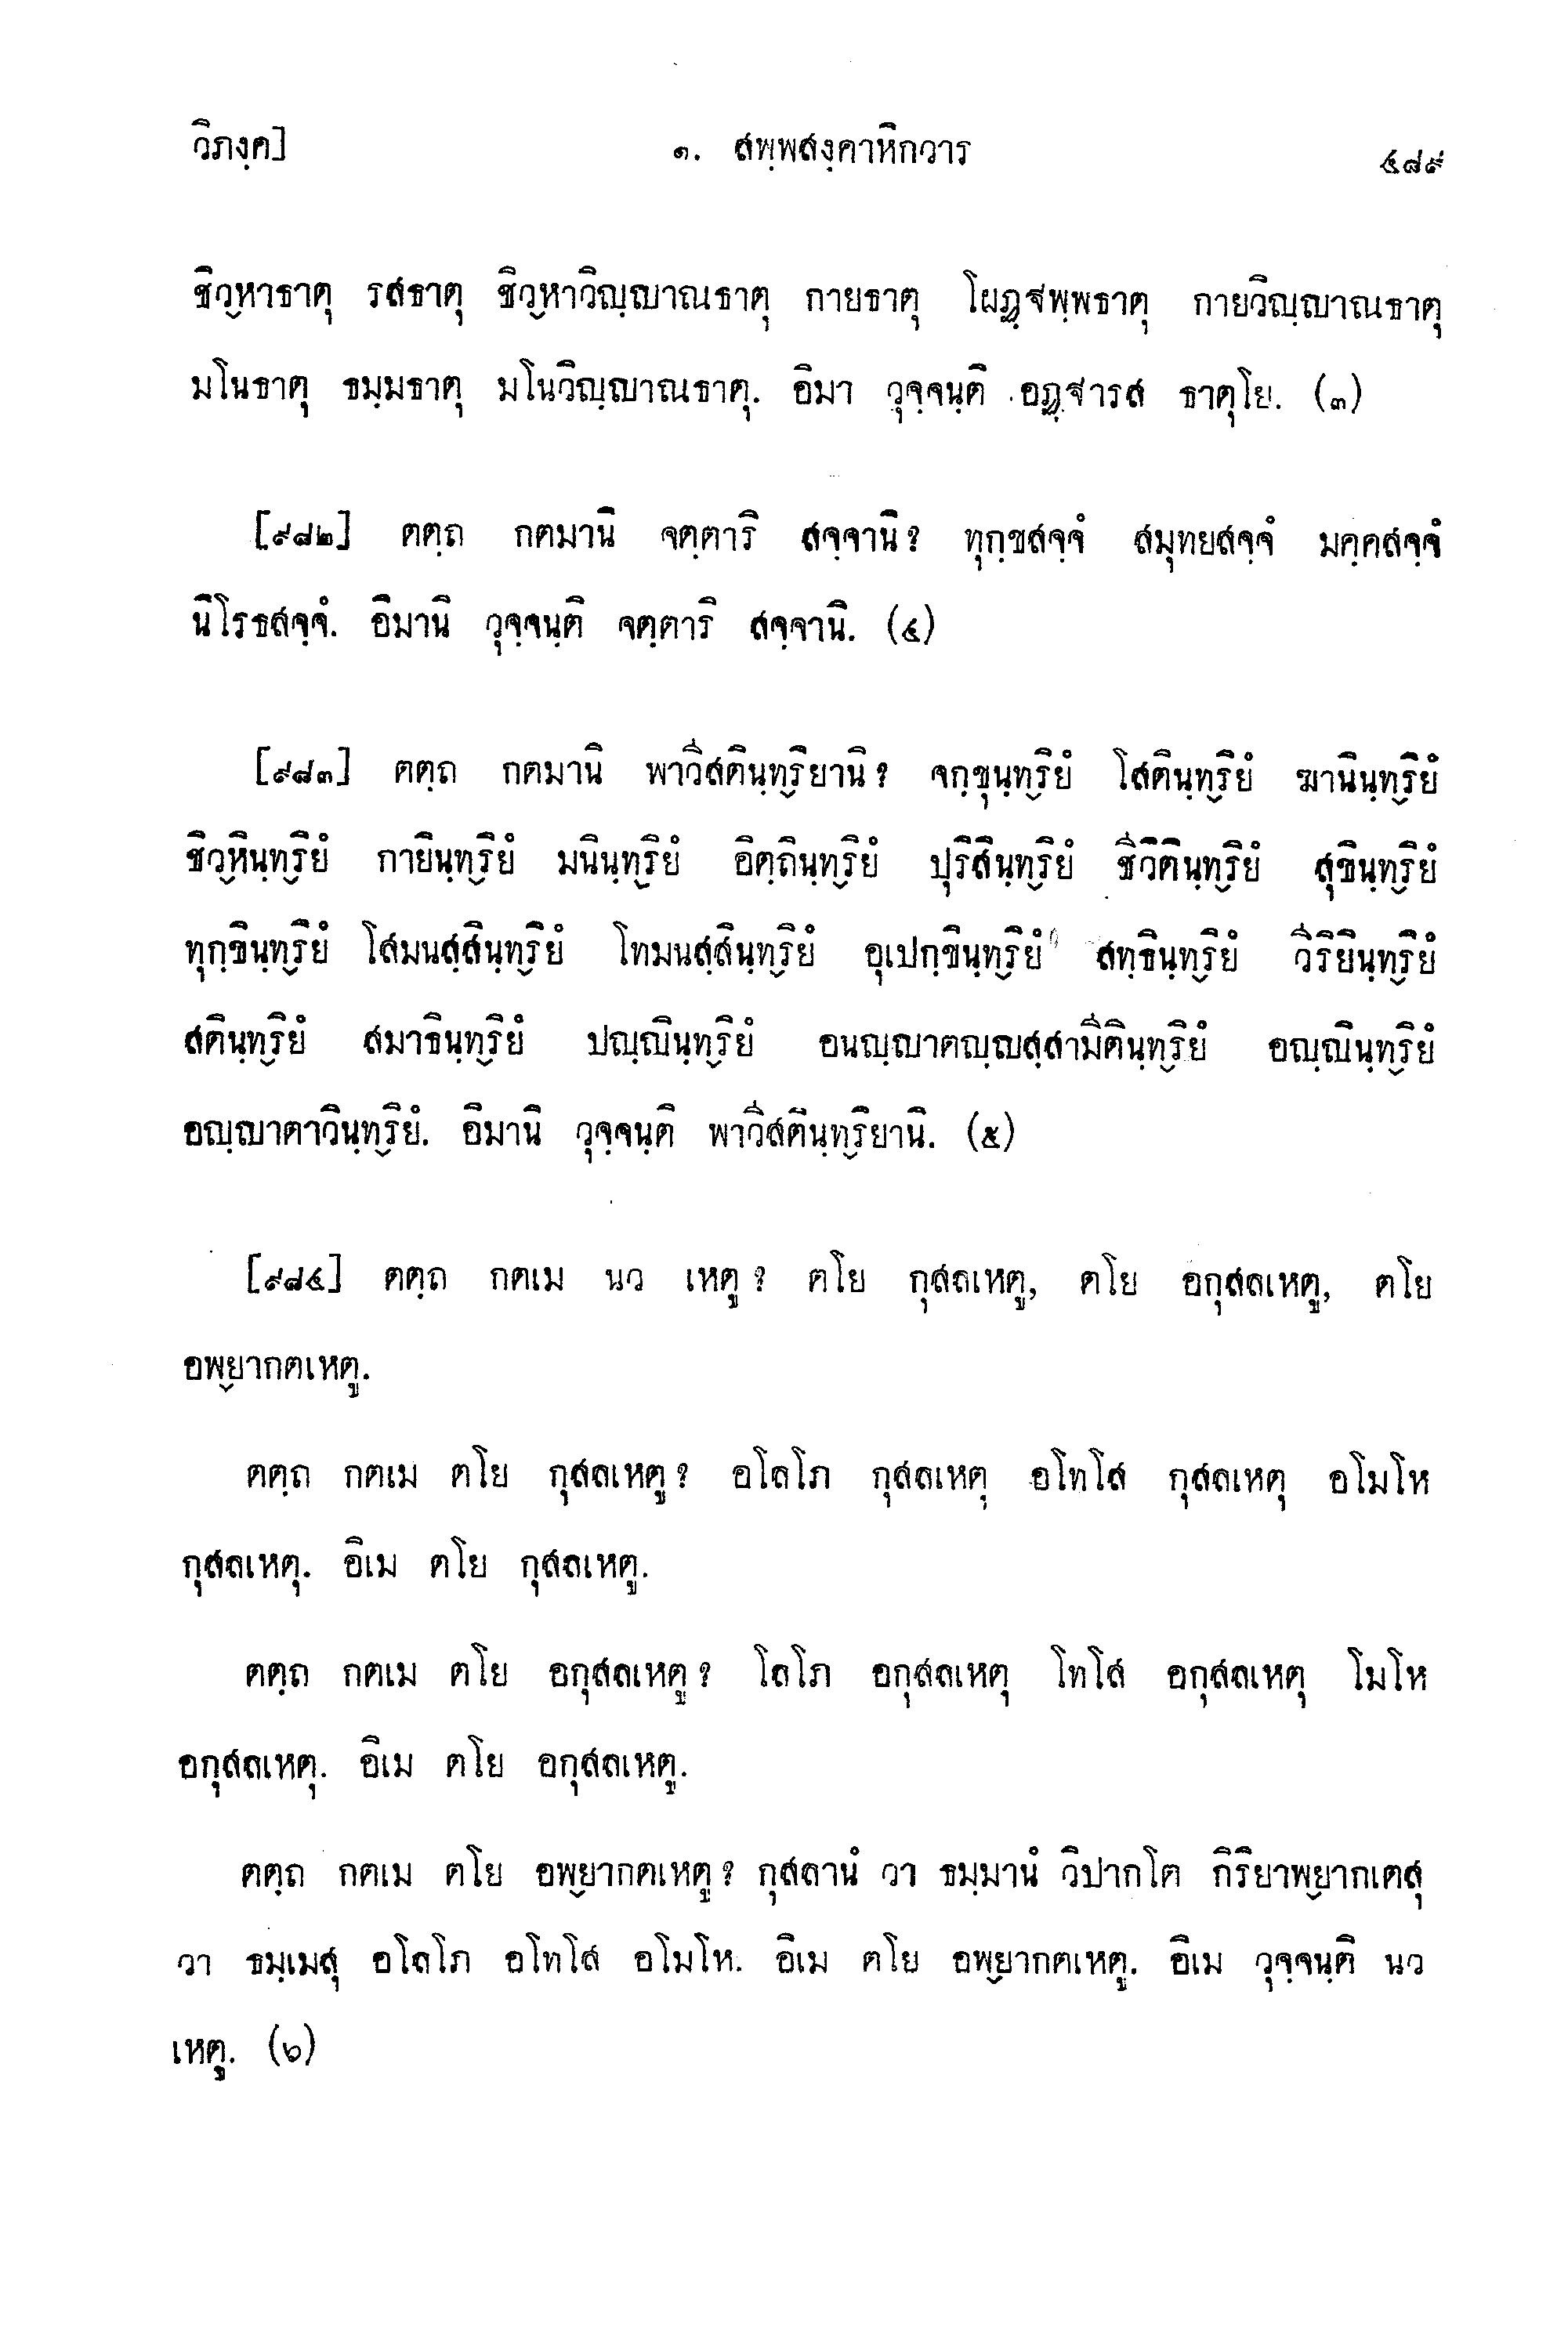 วิภงฺค]
๑. สพฺพสงฺคาหิกวาร
๔๘๙
ชิว๎หาธาตุ รสธาตุ ชิว๎หาวิญฺญาณธาตุ กายธาตุ โผฏฺฐพฺพธาตุ กายวิญฺญาณธาตุ
มโนธาตุ ธมฺมธาตุ มโนวิญฺญาณธาตุ. อิมา วุจฺจนฺติ อฏฺฐารส ธาตุโย. (๓)
[๙๘๒] ตตฺถ กตมานิ จตฺตาริ สจฺจานิ? ทุกฺขสจฺจํ สมุทยสจฺจํ มคฺคสจฺจํ
นิโรธสจฺจํ. อิมานิ วุจฺจนฺติ จตฺตาริ สจฺจานิ. (๔)
[๙๘๓] ตตฺถ กตมานิ พาวีสตินฺท๎ริยานิ? จกฺขุนฺท๎ริยํ โสตินฺท๎ริยํ ฆานินฺท๎ริยํ
ชิว๎หินฺท๎ริยํ กายินฺท๎ริยํ มนินฺท๎ริยํ อิตฺถินฺท๎ริยํ ปุริสินฺท๎ริยํ ชีวิตินฺท๎ริยํ สุขินฺท๎ริยํ
ทุกฺขินฺท๎ริยํ โสมนสฺสินฺท๎ริยํ โทมนสฺสินฺท๎ริยํ อุเปกฺขินฺท๎ริยํ สทฺธินฺท๎ริยํ วีริยินฺท๎ริยํ
สตินฺท๎ริยํ สมาธินฺท๎ริยํ ปญฺญินฺท๎ริยํ อนญฺญาตญฺญสฺสามีตินฺท๎ริยํ อญฺญินฺท๎ริยํ
อญฺญาตาวินฺท๎ริยํ. อิมานิ วุจฺจนฺติ พาวีสตินฺท๎ริยานิ. (๕)
[๙๘๔] ตตฺถ กตเม นว เหตู? ตโย กุสลเหตู, ตโย อกุสลเหตู, ตโย
อพ๎ยากตเหตู.
ตตฺถ กตเม ตโย กุสลเหตู? อโลโภ กุสลเหตุ อโทโส กุสลเหตุ อโมโห
กุสลเหตุ. อิเม ตโย กุสลเหตู.
ตตฺถ กตเม ตโย อกุสลเหตู? โลโภ อกุสลเหตุ โทโส อกุสลเหตุ โมโห
อกุสลเหตุ. อิเม ตโย อกุสลเหตู.
ตตฺถ กตเม ตโย อพ๎ยากตเหตู? กุสลานํ วา ธมฺมานํ วิปากโต กิริยาพ๎ยากเตสุ
วา ธมฺเมสุ อโลโภ อโทโส อโมโห. อิเม ตโย อพ๎ยากตเหตู. อิเม วุจฺจนฺติ นว
เหตู. (๖)